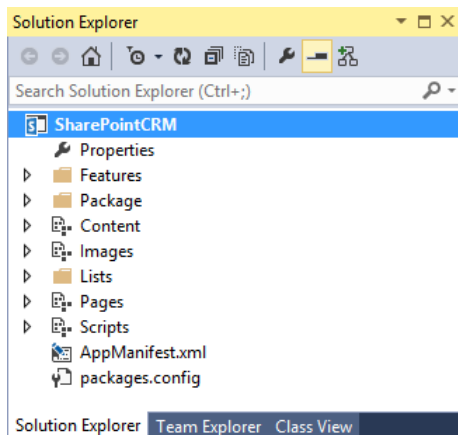 Solution Explorer
Search Solution Explorer (Ctrl+;)
SharePointCRM
Properties
Features
Package
Content
Images
Lists
Pages
Scripts
AppManifest.xml
packages.config
Solution Explorer Team Explorer Class View